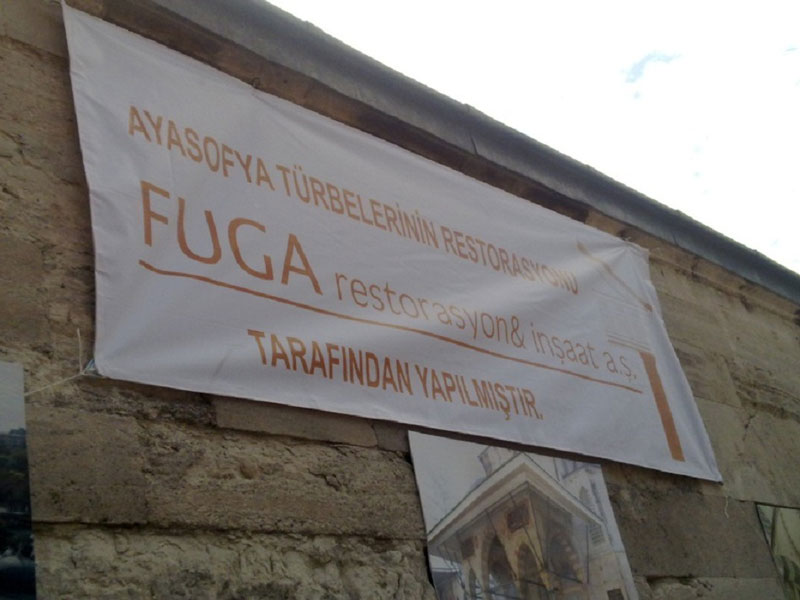 AYASOFYA TÜRBELERİNİN RESTORASYONU
FUGA restorasyon& inşaat a.ş.
TARAFINDAN YAPILMIŞTIR.